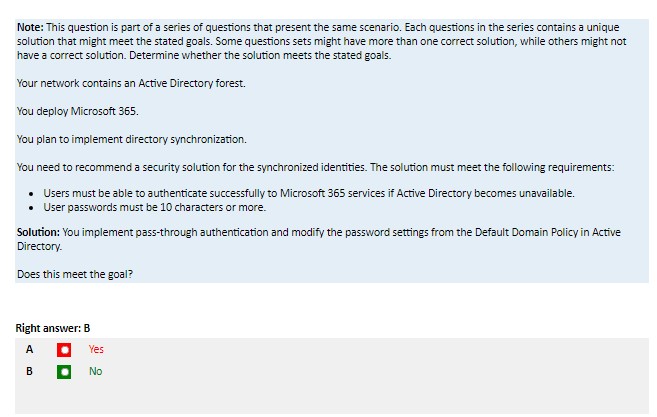 Note: This question is part of a series of questions that present the same scenario. Each questions in the series contains a unique
solution that might meet the stated goals. Some questions sets might have more than one correct solution, while others might not
have a correct solution. Determine whether the solution meets the stated goals.
Your network contains an Active Directory forest.
You deploy Microsoft 365.
You plan to implement directory synchronization.
You need to recommend a security solution for the synchronized identities. The solution must meet the following requirements:
• Users must be able to authenticate successfully to Microsoft 365 services if Active Directory becomes unavailable.
• User passwords must be 10 characters or more.
Solution: You implement pass-through authentication and modify the password settings from the Default Domain Policy in Active
Directory.
Does this meet the goal?
Right answer: B
A Yes
B No